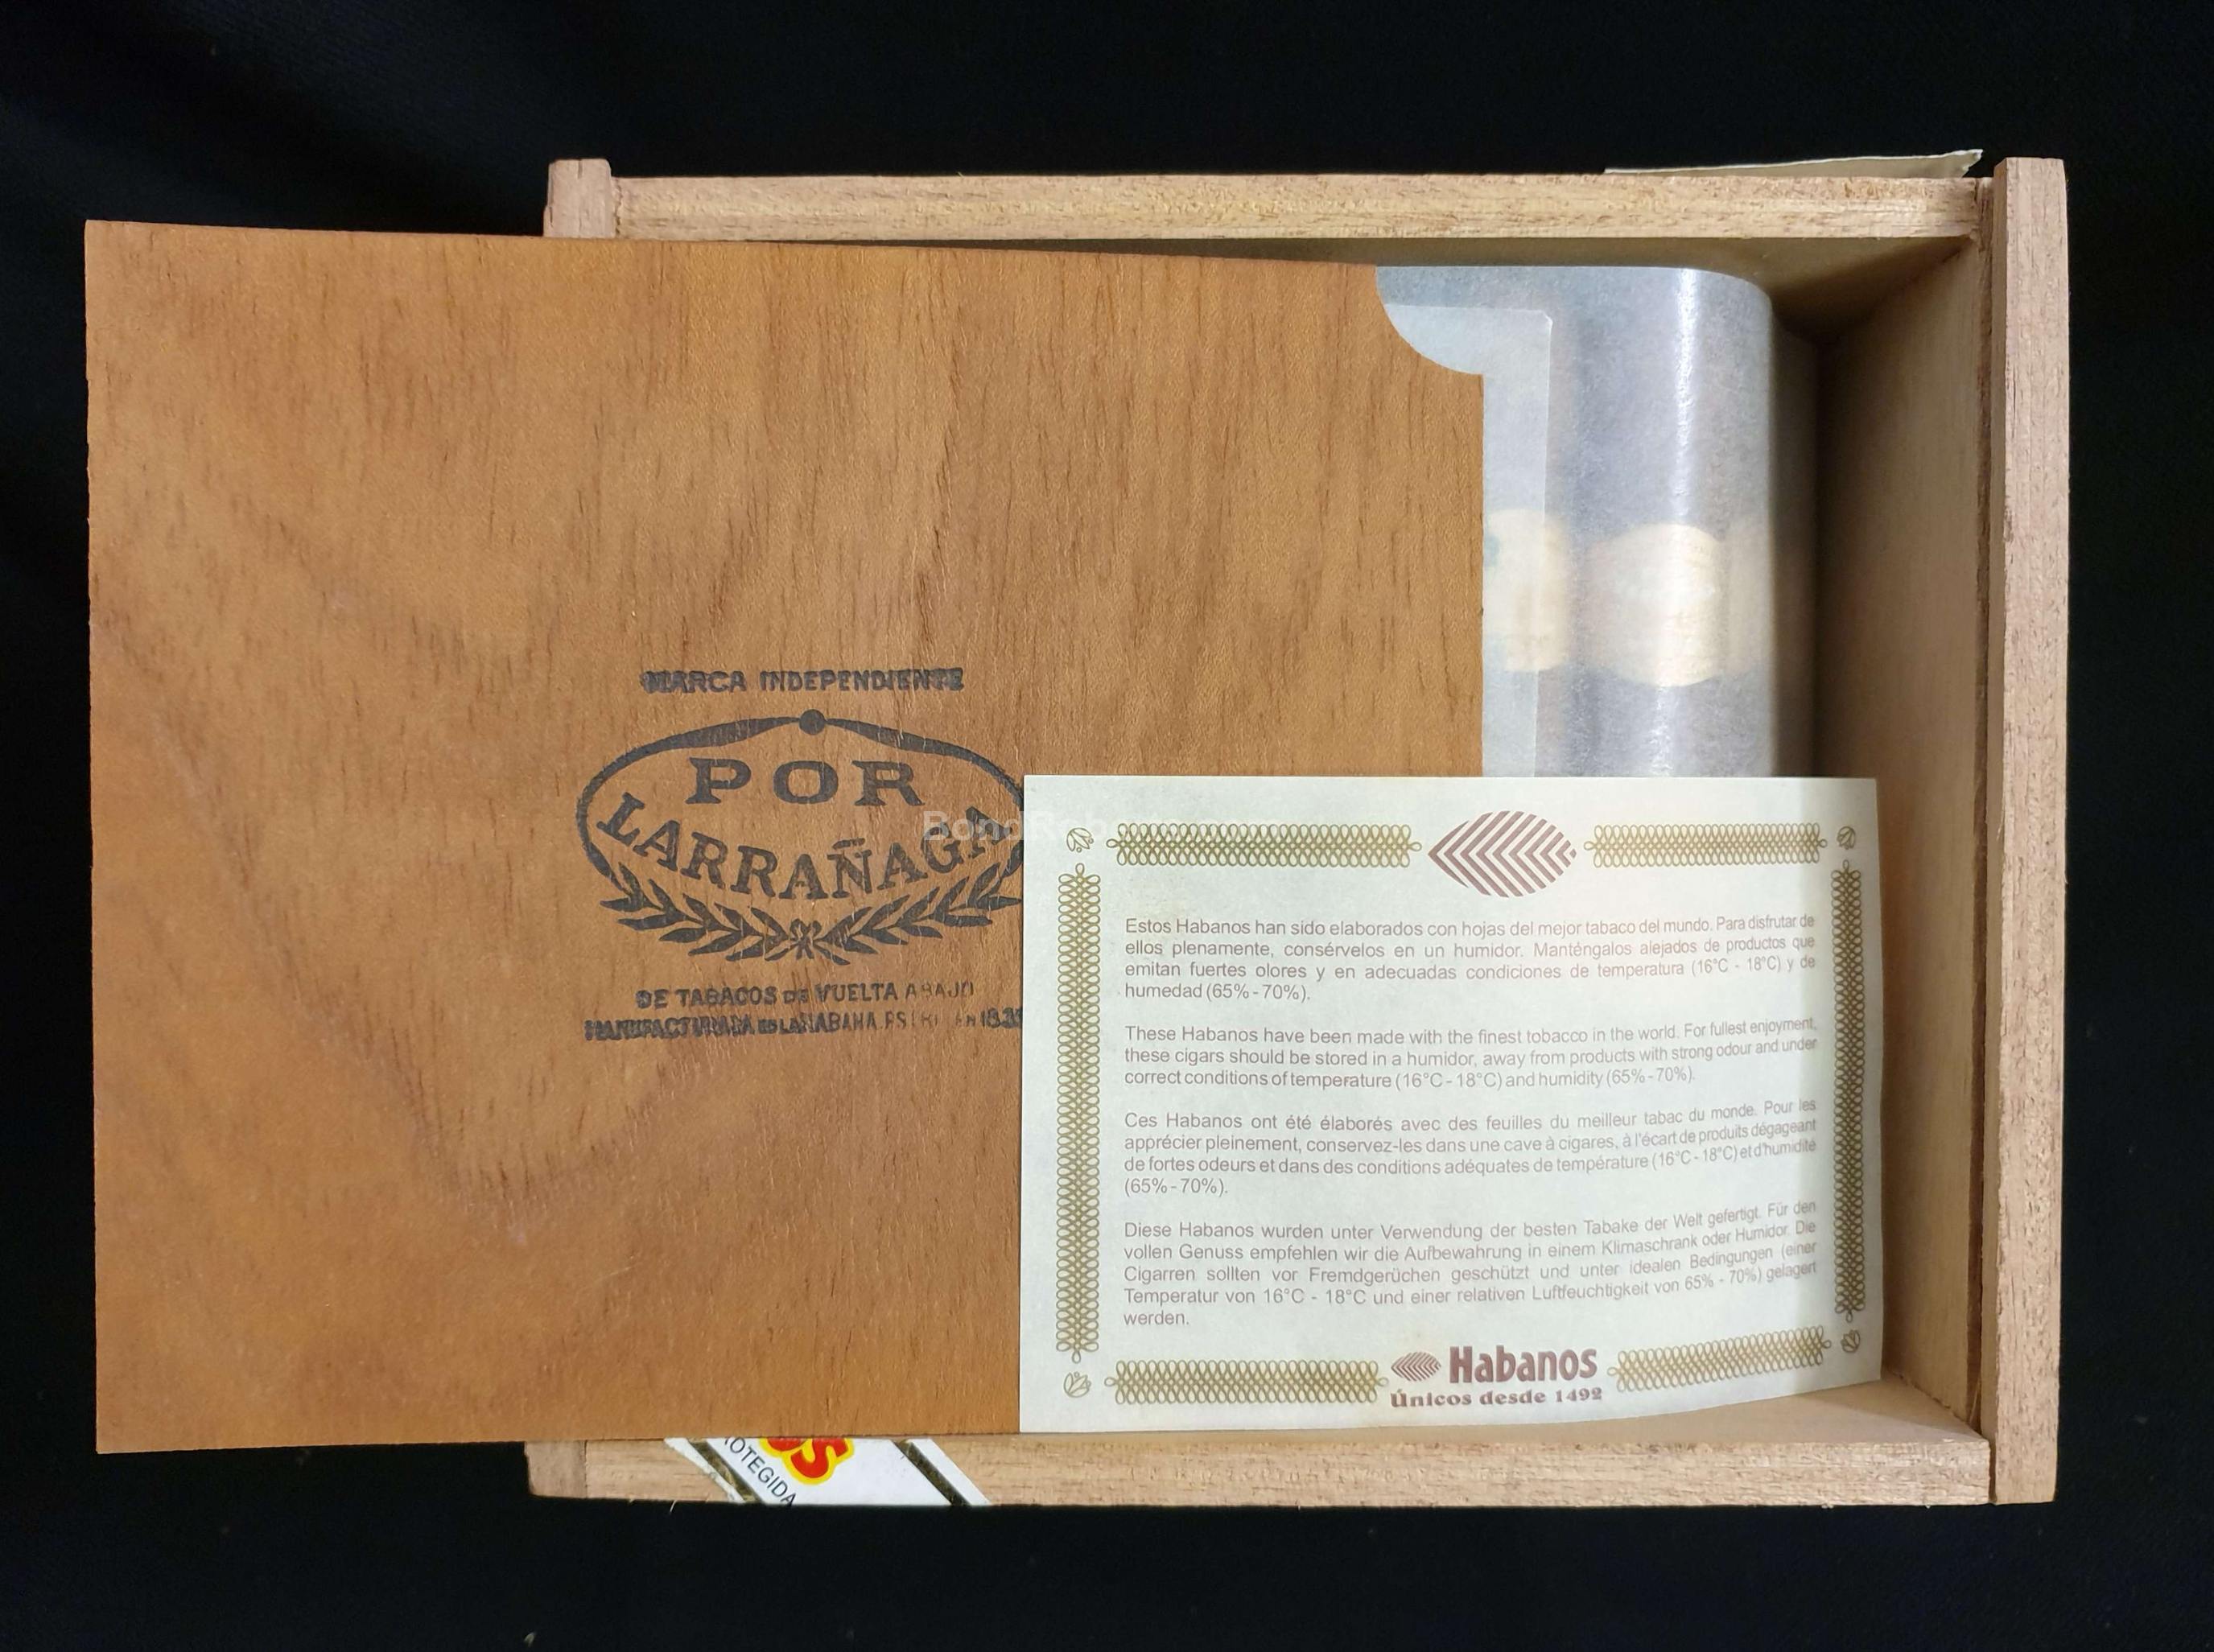 MARCA INDEPENDIENTE
POR
LARRAÑAGA
DE TABACOS DE VUELTA ABAJO
MANUFACTURADA EN LA HABANA.
Estos Habanos han sido elaborados con hojas del mejor tabaco del mundo. Para disfrutar de
ellos plenamente, consérvelos en un humidor. Manténgalos alejados de productos que
emitan fuertes olores y en adecuadas condiciones de temperatura (16°C - 18°C) y de
humedad (65% - 70%).
These Habanos have been made with the finest tobacco in the world. For fullest enjoyment,
these cigars should be stored in a humidor, away from products with strong odour and under
correct conditions of temperature (16°C - 18°C) and humidity (65% - 70%).
Ces Habanos ont été élaborés avec des feuilles du meilleur tabac du monde. Pour les
apprécier pleinement, conservez-les dans une cave à cigares, à l'écart de produits dégageant
de fortes odeurs et dans des conditions adéquates de température (16°C - 18°C) et d'humidité
(65% - 70%).
Diese Habanos wurden unter Verwendung der besten Tabake der Welt gefertigt. Für den
vollen Genuss empfehlen wir die Aufbewahrung in einem Klimaschrank oder Humidor. Die
Cigarren sollten vor Fremdgerüchen geschützt und unter idealen Bedingungen (einer
Temperatur von 16°C - 18°C und einer relativen Luftfeuchtigkeit von 65% - 70%) gelagert
werden.
Habanos
Únicos desde 1492
OTEGIDA